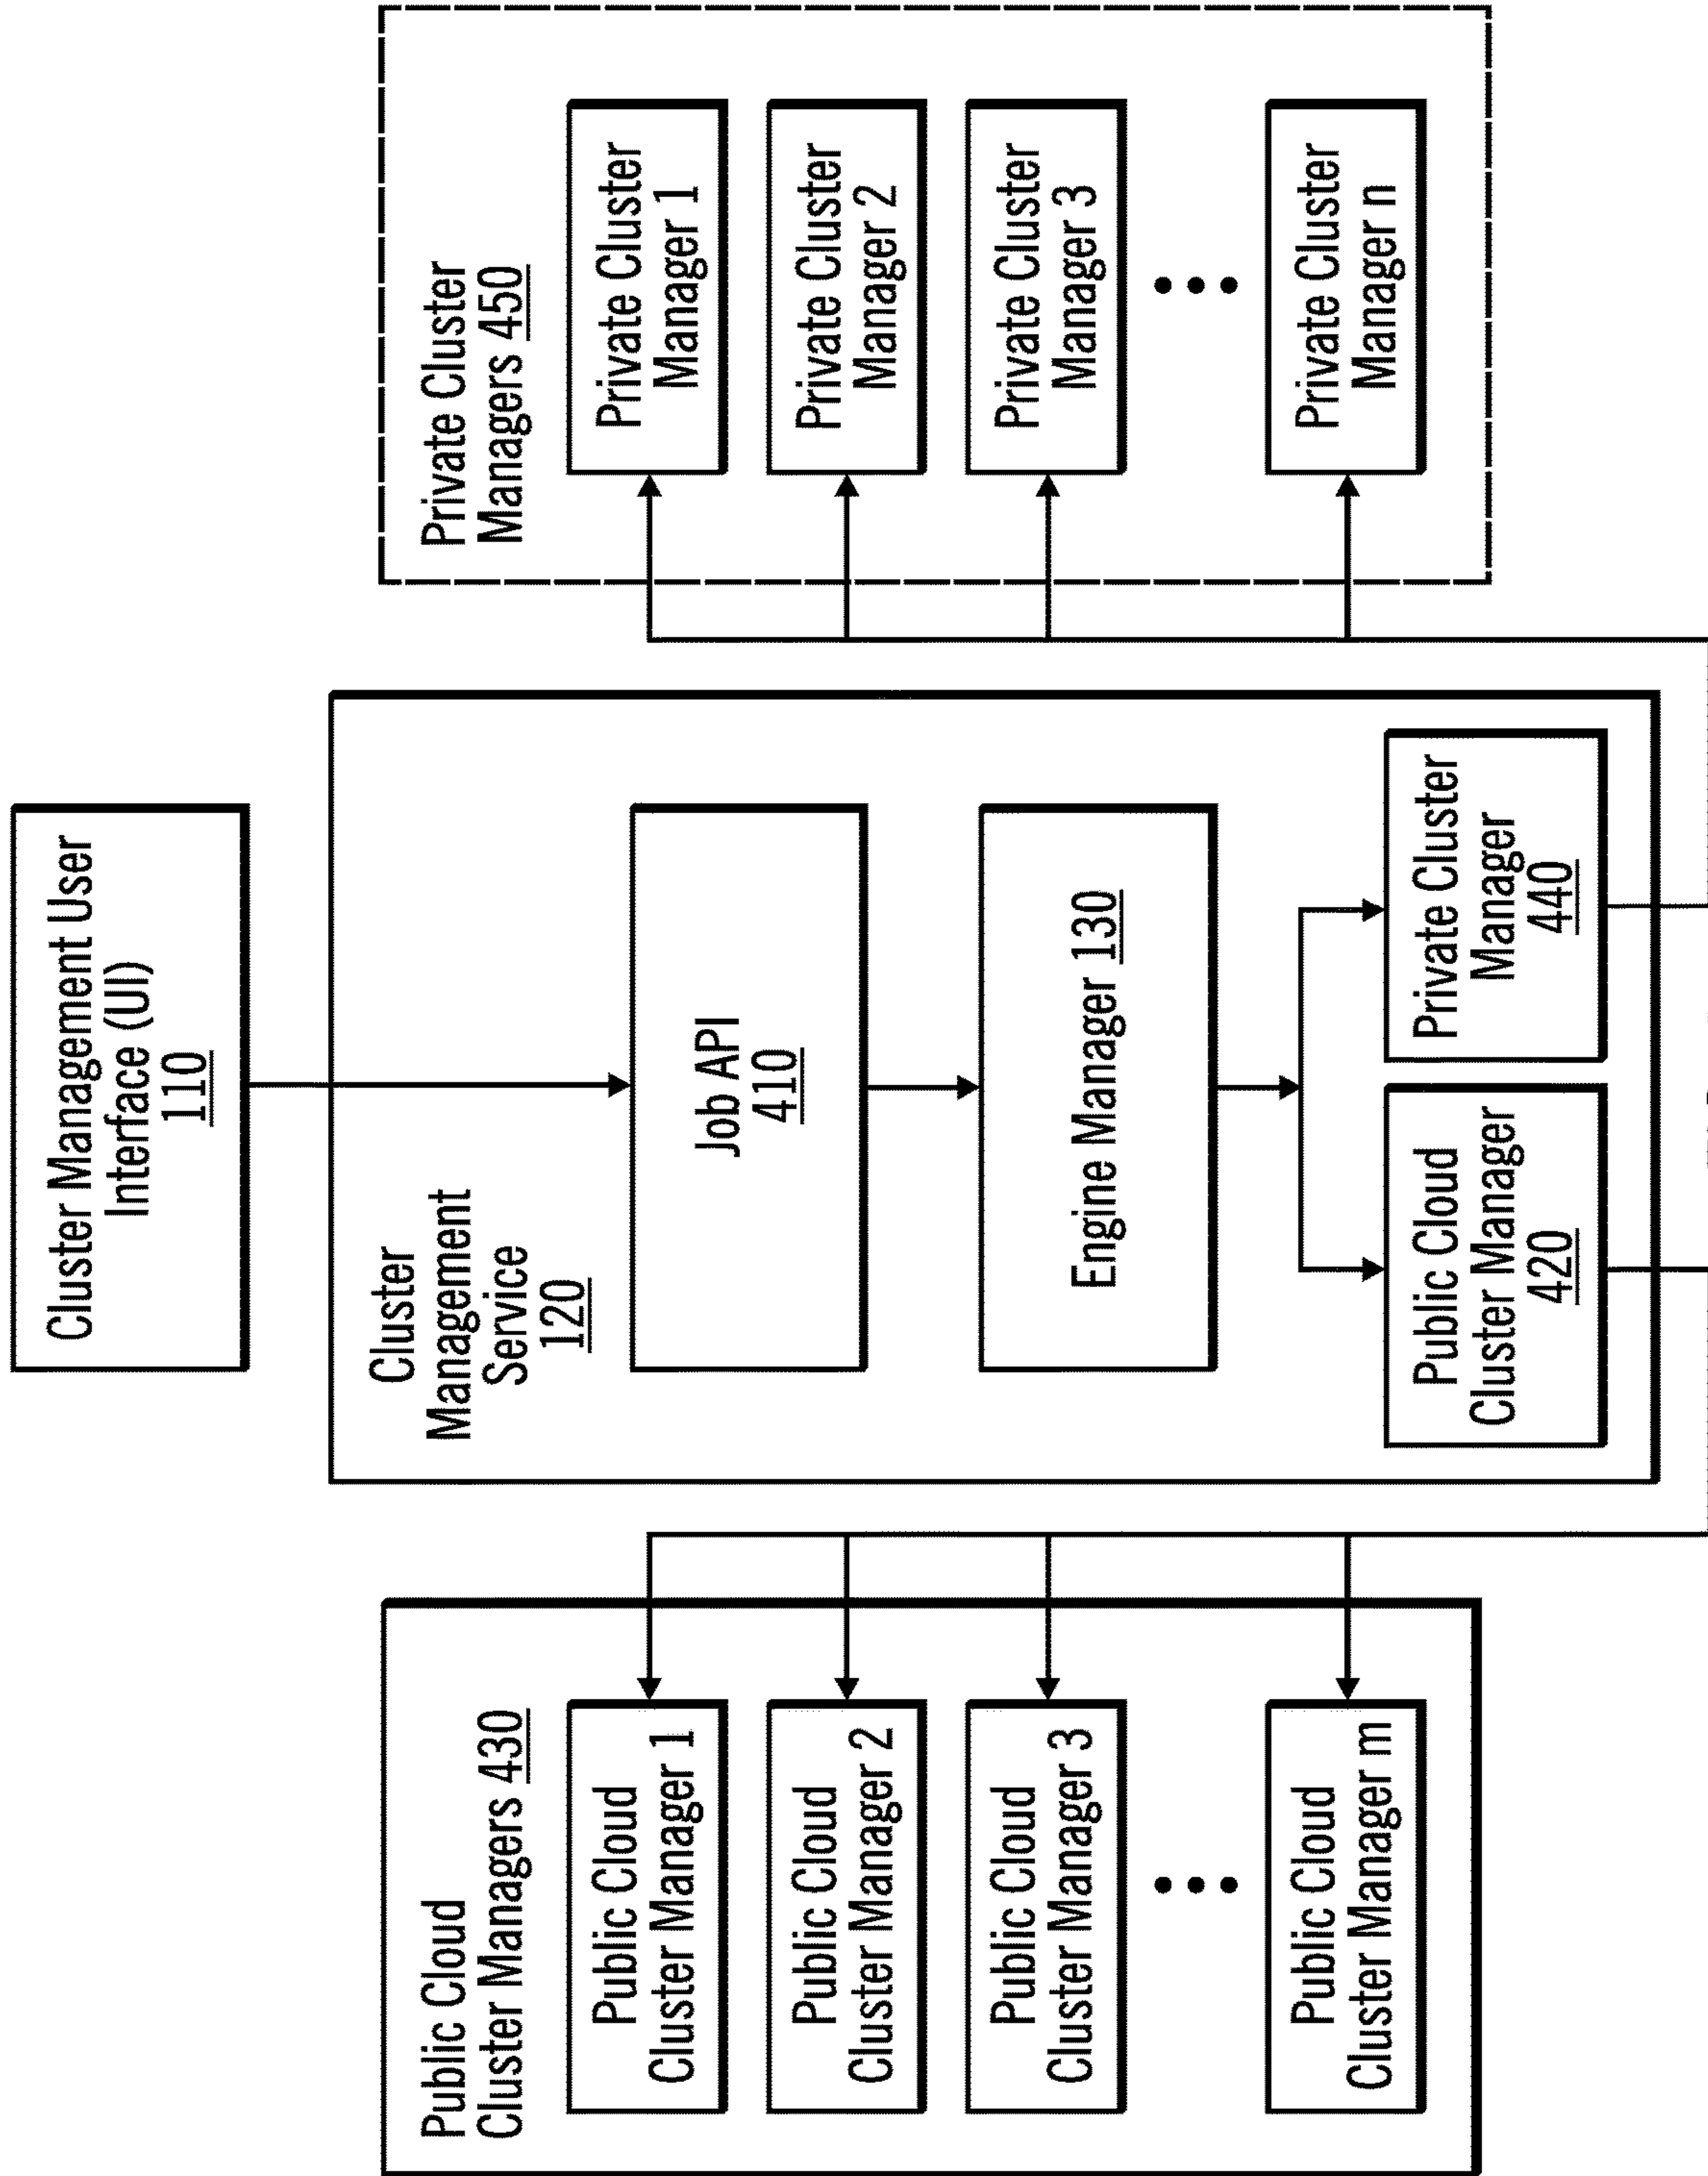 Cluster Management User
Interface (UI)
110
Cluster
Management
Service
120
Job API
410
Engine Manager 130
Public Cloud
Cluster Manager
420
Private Cluster
Manager
440
Public Cloud
Cluster Managers 430
Public Cloud
Cluster Manager 1
Public Cloud
Cluster Manager 2
Public Cloud
Cluster Manager 3
Public Cloud
Cluster Manager m
Private Cluster
Managers 450
Private Cluster
Manager 1
Private Cluster
Manager 2
Private Cluster
Manager 3
Private Cluster
Manager n